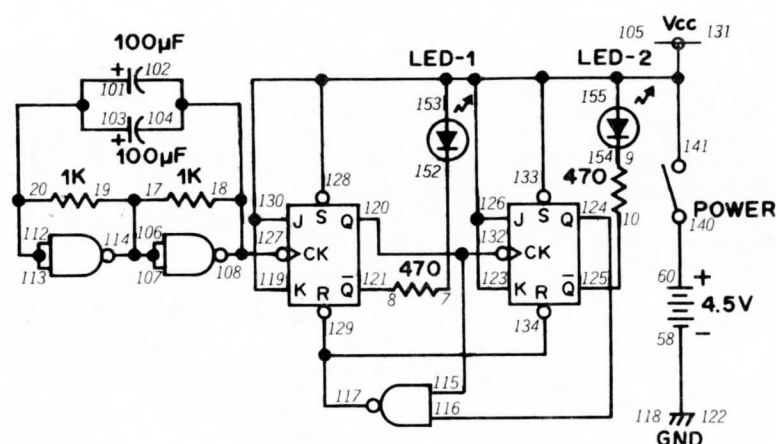 105 Vcc 131
100µF
LED-1 LED-2
+ 102
101
103 104
+
100µF
153
155
152
154 9
141
20 1K 19 17 1K 18
130 128
126 133
470
J S Q 120
J S Q 124
POWER
140
112 114 106
127 CK
132 CK
10
113 107 108
119 K R Q 121 470
8 7
123 K R Q 125
60 +
4.5V
58 −
129
134
117 115
116
118 122
GND